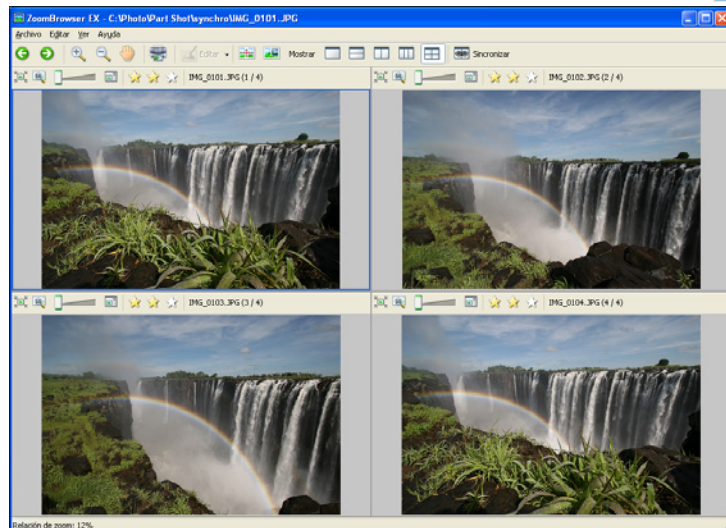 ZoomBrowser EX - C:\Photo\Part Shot\synchro\IMG_0101..JPG
Archivo Editar Ver Ayuda
Editar Mostrar Sincronizar
IMG_0101.JPG (1 / 4)
IMG_0102.JPG (2 / 4)
IMG_0103.JPG (3 / 4)
IMG_0104.JPG (4 / 4)
Relación de zoom: 12%